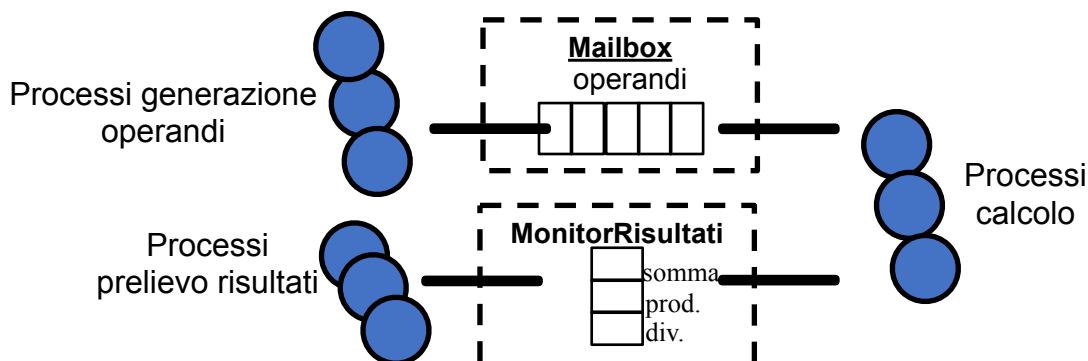 Mailbox
operandi
Processi generazione
operandi
Processi
calcolo
Processi
prelievo risultati
MonitorRisultati
somma
prod.
div.